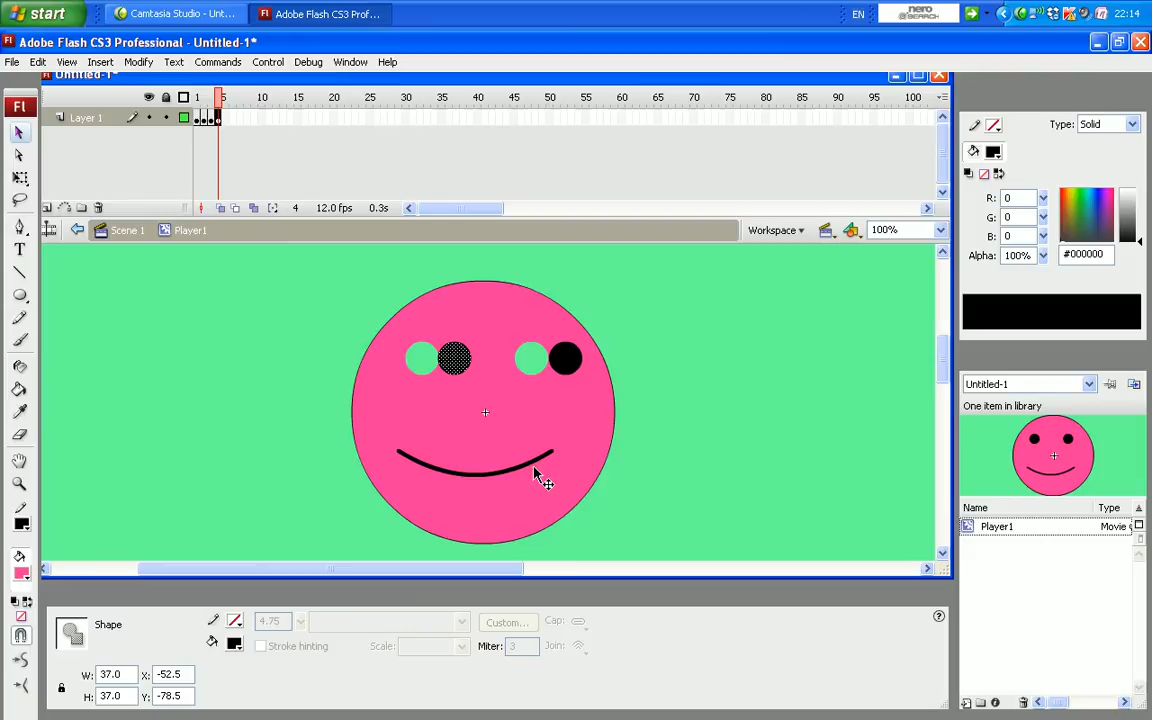 start
Camtasia Studio - Unt...
Fl Adobe Flash CS3 Prof...
EN
nero
SEARCH
22:14
Fl Adobe Flash CS3 Professional - Untitled-1*
File Edit View Insert Modify Text Commands Control Debug Window Help
Untitled-1*
Fl
1 5 10 15 20 25 30 35 40 45 50 55 60 65 70 75 80 85 90 95 100
Layer 1
4 12.0 fps 0.3s
Scene 1 Player1 Workspace 100%
Type: Solid
R: 0
G: 0
B: 0
Alpha: 100% #000000
Untitled-1
One item in library
Name Type
Player1 Movie
Shape
4.75 Custom... Cap:
Stroke hinting Scale: Miter: 3 Join:
W: 37.0 X: -52.5
H: 37.0 Y: -78.5